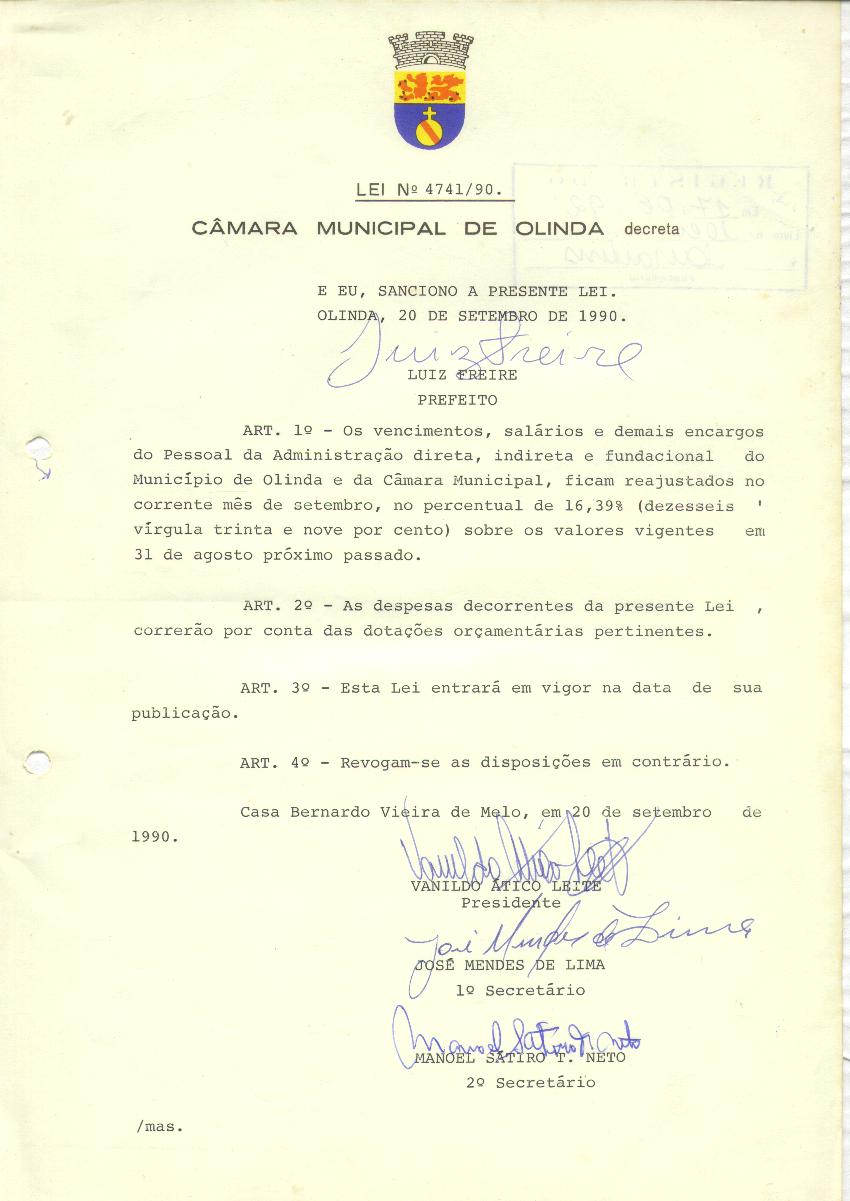 LEI Nº 4741/90.
CÂMARA MUNICIPAL DE OLINDA decreta
E EU, SANCIONO A PRESENTE LEI.
OLINDA, 20 DE SETEMBRO DE 1990.
Luiz Freire
LUIZ FREIRE
PREFEITO
ART. 1º - Os vencimentos, salários e demais encargos
do Pessoal da Administração direta, indireta e fundacional do
Município de Olinda e da Câmara Municipal, ficam reajustados no
corrente mês de setembro, no percentual de 16,39% (dezesseis '
vírgula trinta e nove por cento) sobre os valores vigentes em
31 de agosto próximo passado.
ART. 2º - As despesas decorrentes da presente Lei ,
correrão por conta das dotações orçamentárias pertinentes.
ART. 3º - Esta Lei entrará em vigor na data de sua
publicação.
ART. 4º - Revogam-se as disposições em contrário.
Casa Bernardo Vieira de Melo, em 20 de setembro de
1990.
Vanildo Ático Leite
VANILDO ÁTICO LEITE
Presidente
José Mendes de Lima
JOSÉ MENDES DE LIMA
1º Secretário
Manoel Sátiro T. Neto
MANOEL SÁTIRO T. NETO
2º Secretário
/mas.